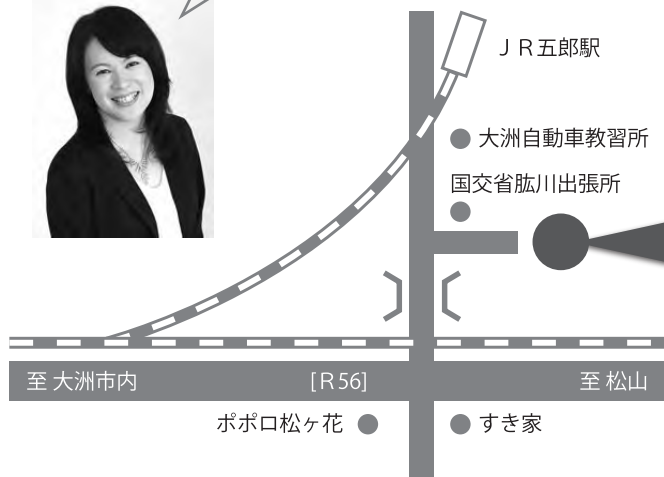 ＪＲ五郎駅
大洲自動車教習所
国交省肱川出張所
至 大洲市内
[R56]
至 松山
ポポロ松ヶ花
すき家